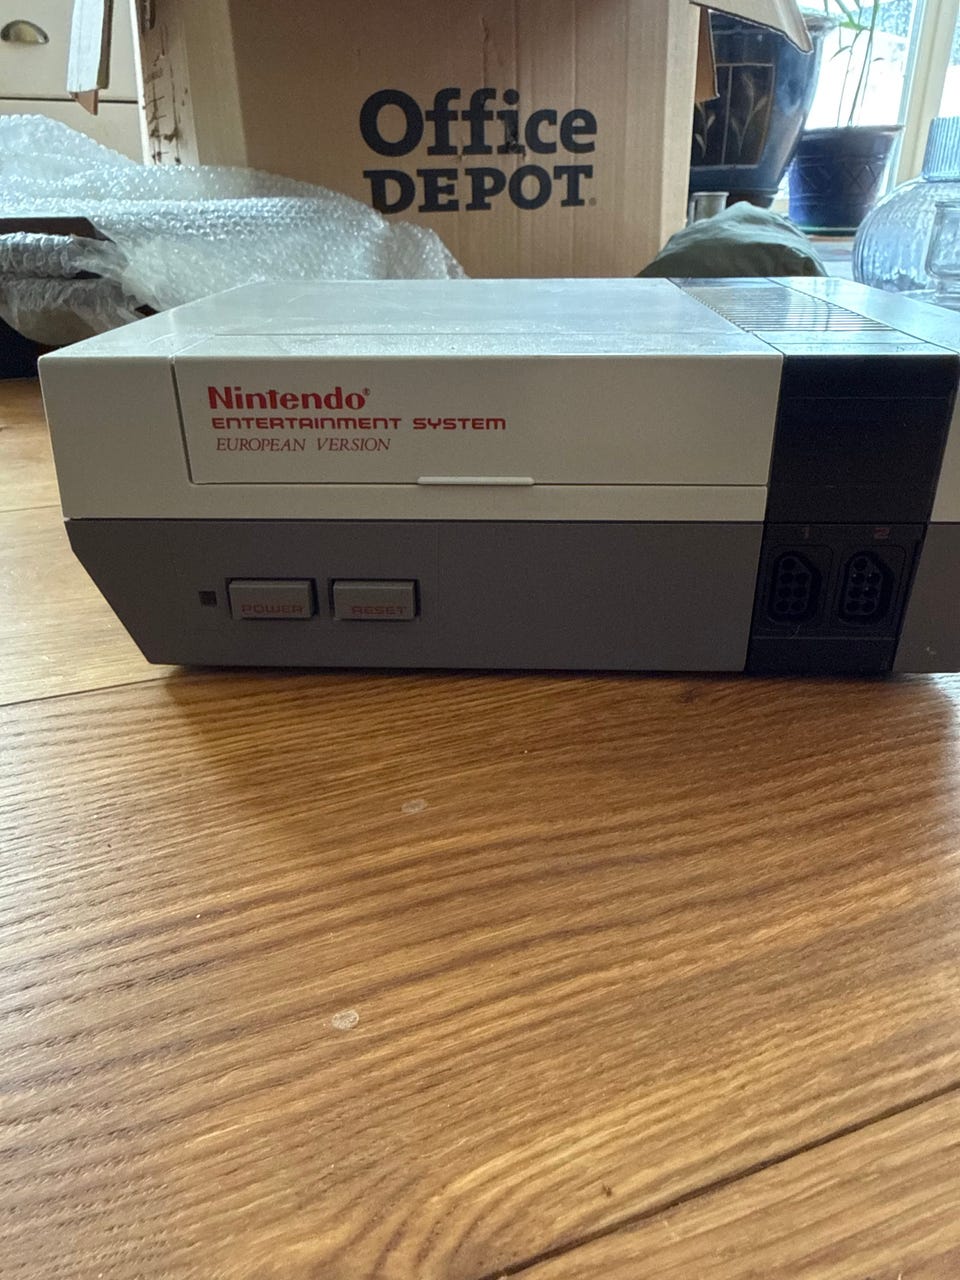 Office
DEPOT.
Nintendo®
ENTERTAINMENT SYSTEM
EUROPEAN VERSION
1 2
POWER RESET